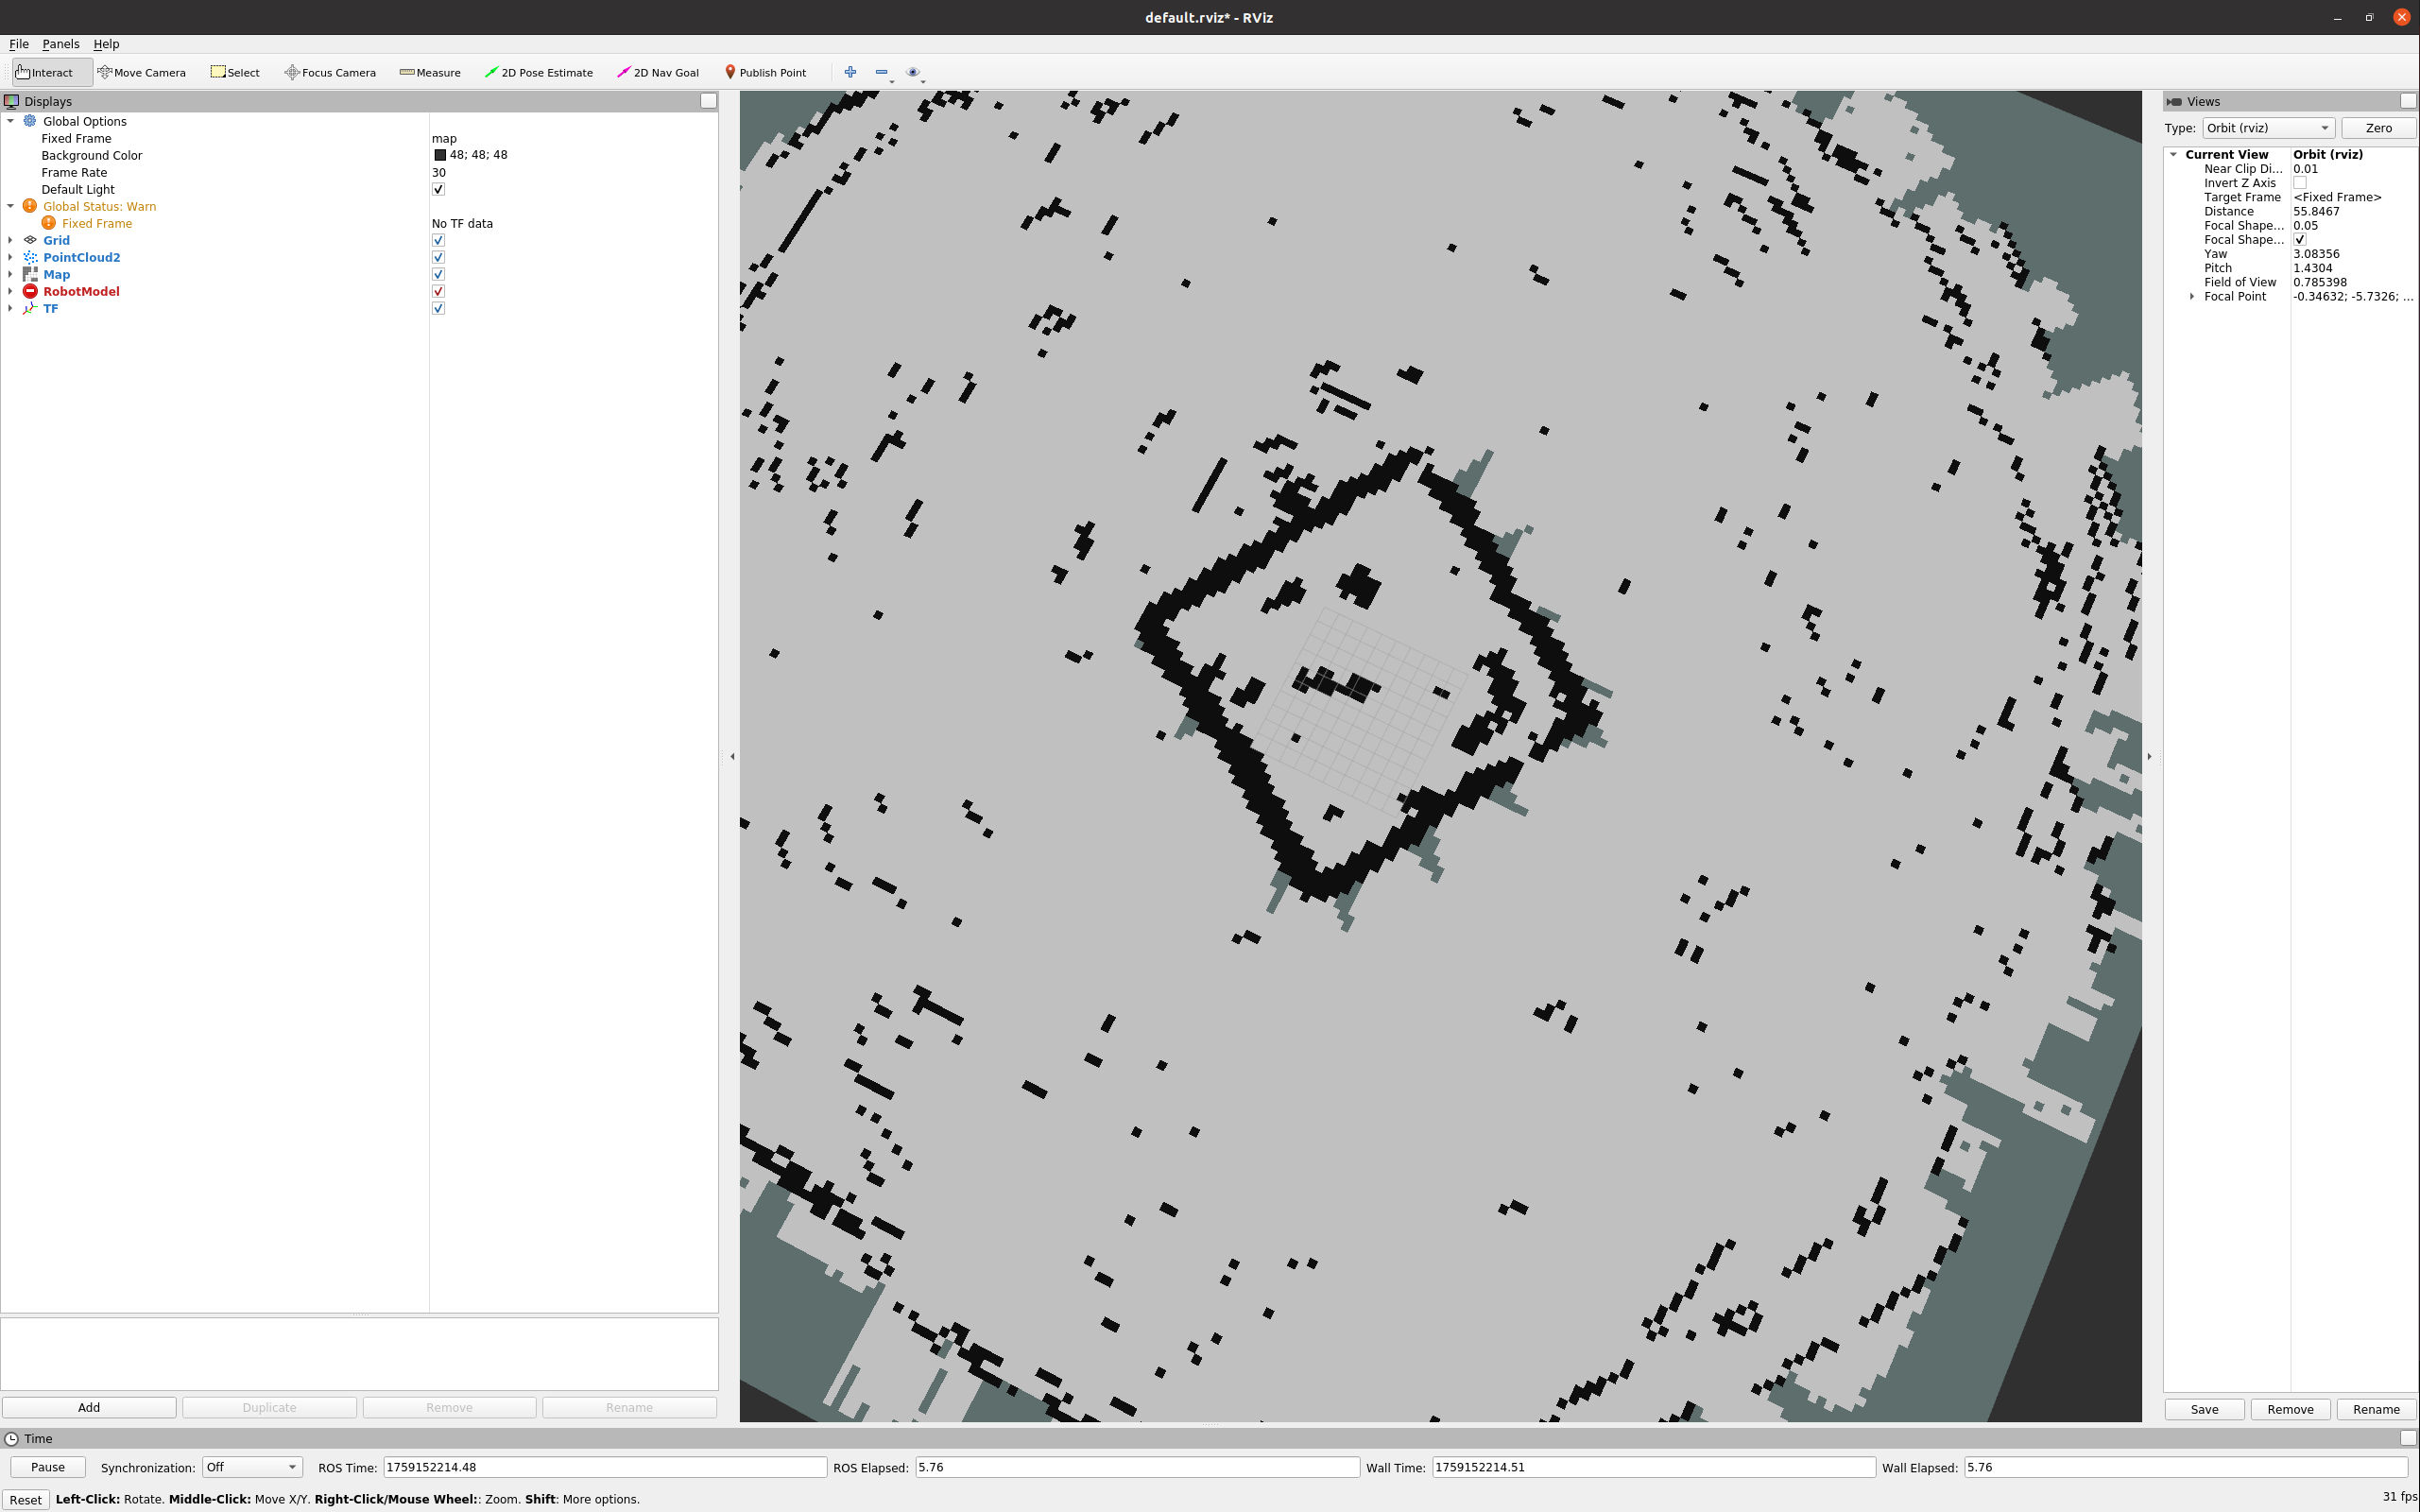 default.rviz* - RViz
File Panels Help
Interact Move Camera Select Focus Camera Measure 2D Pose Estimate 2D Nav Goal Publish Point
Displays
Global Options
Fixed Frame map
Background Color 48; 48; 48
Frame Rate 30
Default Light
Global Status: Warn
Fixed Frame No TF data
Grid
PointCloud2
Map
RobotModel
TF
Add Duplicate Remove Rename
Views
Type: Orbit (rviz) Zero
Current View Orbit (rviz)
Near Clip Di... 0.01
Invert Z Axis
Target Frame <Fixed Frame>
Distance 55.8467
Focal Shape... 0.05
Focal Shape...
Yaw 3.08356
Pitch 1.4304
Field of View 0.785398
Focal Point -0.34632; -5.7326; ...
Save Remove Rename
Time
Pause Synchronization: Off ROS Time: 1759152214.48 ROS Elapsed: 5.76 Wall Time: 1759152214.51 Wall Elapsed: 5.76
Reset Left-Click: Rotate. Middle-Click: Move X/Y. Right-Click/Mouse Wheel:: Zoom. Shift: More options. 31 fps